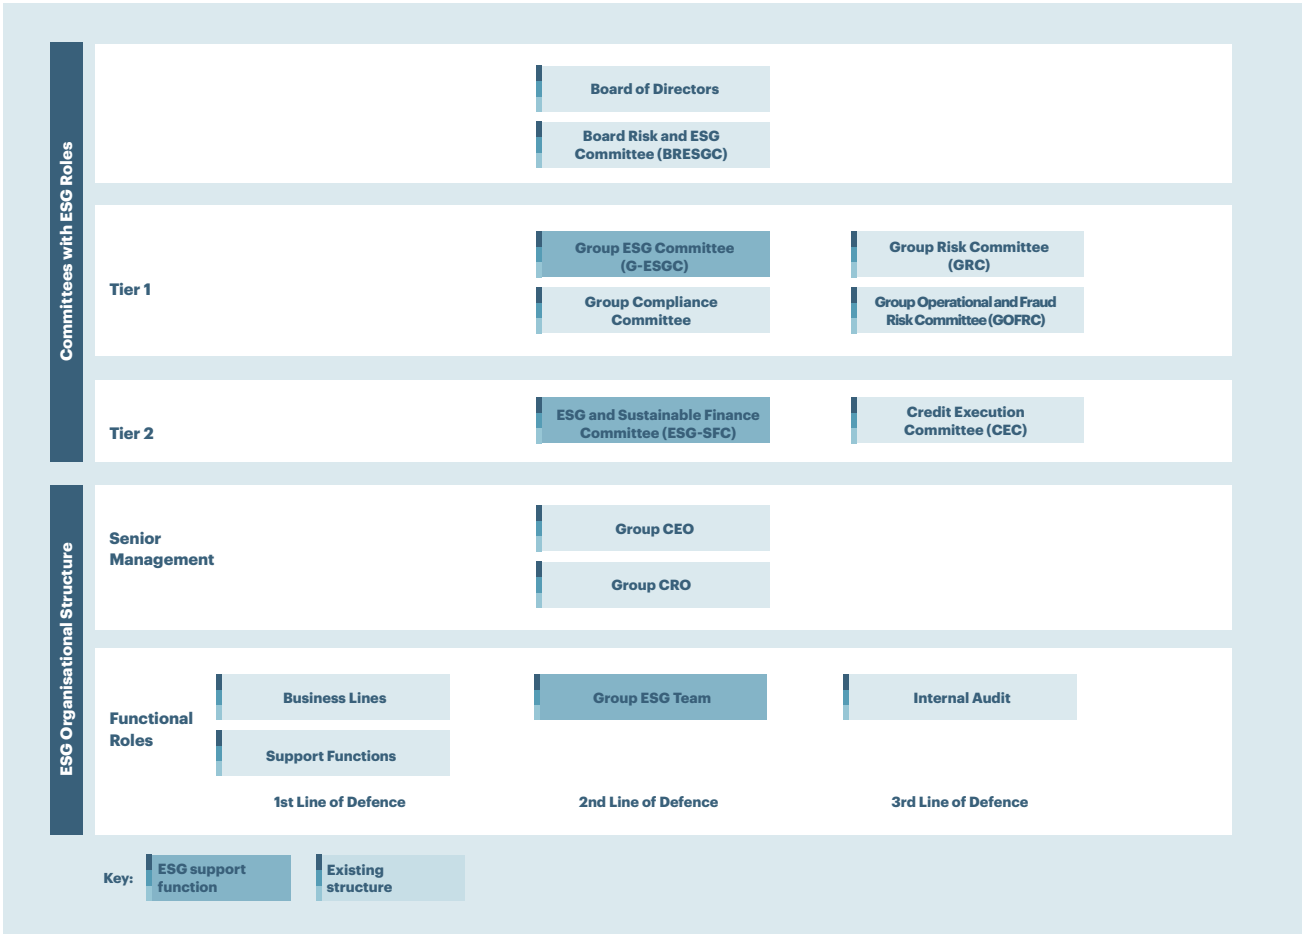 Committees with ESG Roles
Board of Directors
Board Risk and ESG
Committee (BRESGC)
Tier 1
Group ESG Committee
(G-ESGC)
Group Risk Committee
(GRC)
Group Compliance
Committee
Group Operational and Fraud
Risk Committee (GOFRC)
Tier 2
ESG and Sustainable Finance
Committee (ESG-SFC)
Credit Execution
Committee (CEC)
ESG Organisational Structure
Senior
Management
Group CEO
Group CRO
Functional
Roles
Business Lines
Support Functions
1st Line of Defence
Group ESG Team
2nd Line of Defence
Internal Audit
3rd Line of Defence
Key:
ESG support
function
Existing
structure